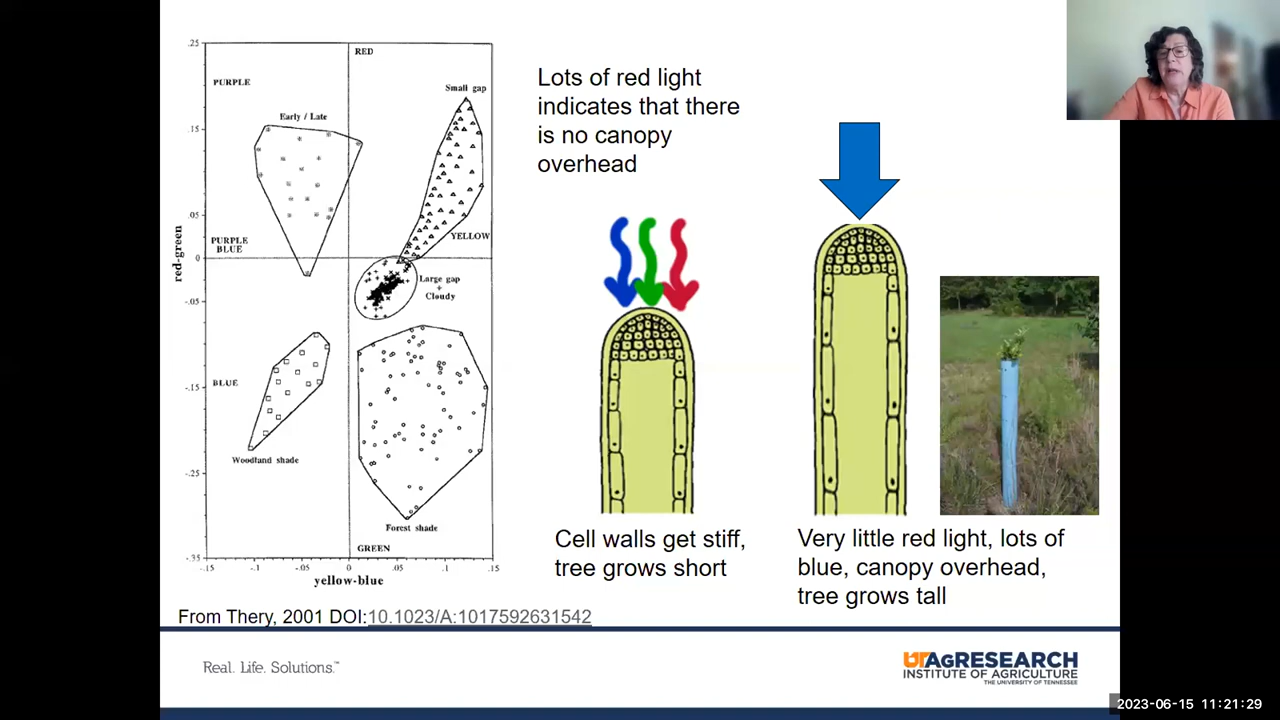 .25
RED
PURPLE
Small gap
Early / Late
.15
.05
YELLOW
PURPLE
BLUE
0
Large gap
+
Cloudy
-.05
red-green
-.15
BLUE
Woodland shade
-.25
Forest shade
GREEN
-.35
-.15
-.1
-.05
0
.05
.1
.15
yellow-blue
From Thery, 2001 DOI:10.1023/A:1017592631542
Lots of red light
indicates that there
is no canopy
overhead
Cell walls get stiff,
tree grows short
Very little red light, lots of
blue, canopy overhead,
tree grows tall
Real. Life. Solutions.™
UT AGRESEARCH
INSTITUTE OF AGRICULTURE
THE UNIVERSITY OF TENNESSEE
2023-06-15 11:21:29